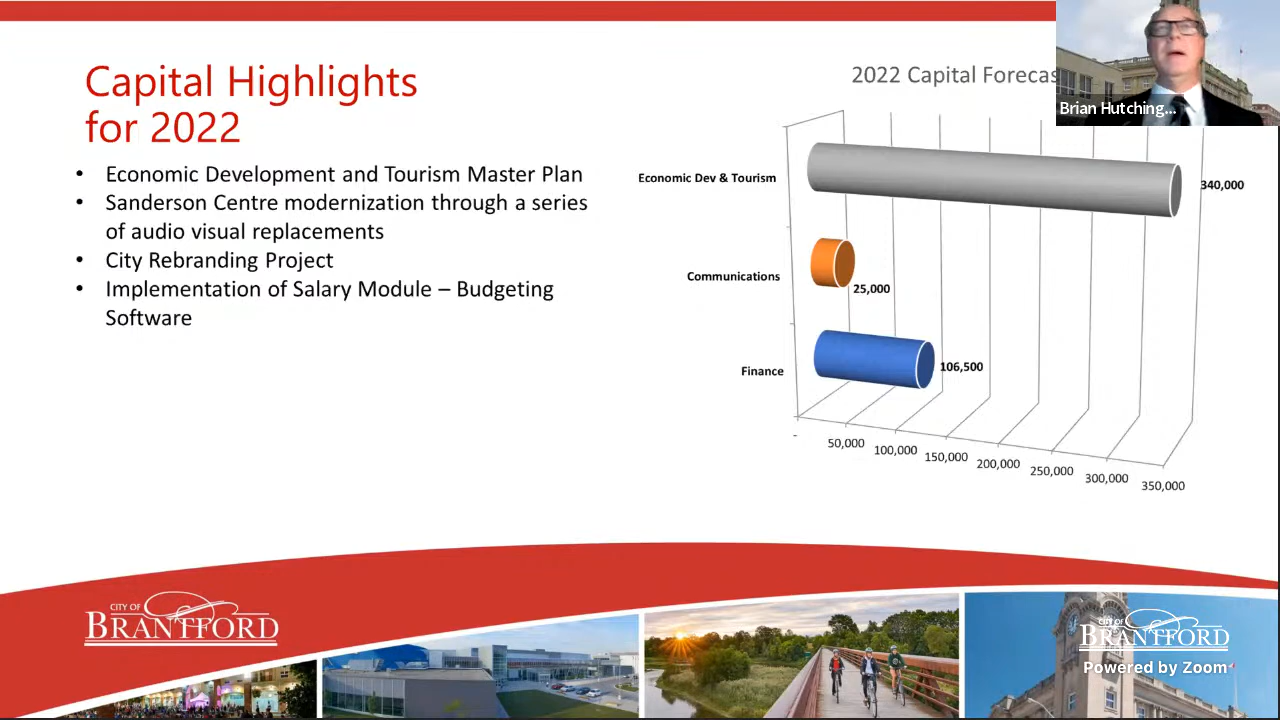 Capital Highlights
for 2022
• Economic Development and Tourism Master Plan
• Sanderson Centre modernization through a series
of audio visual replacements
• City Rebranding Project
• Implementation of Salary Module – Budgeting
Software
2022 Capital Forecas
Brian Hutching...
Economic Dev & Tourism
340,000
Communications
25,000
Finance
106,500
-
50,000
100,000
150,000
200,000
250,000
300,000
350,000
CITY OF
BRANTFORD
CITY OF
BRANTFORD
Powered by Zoom